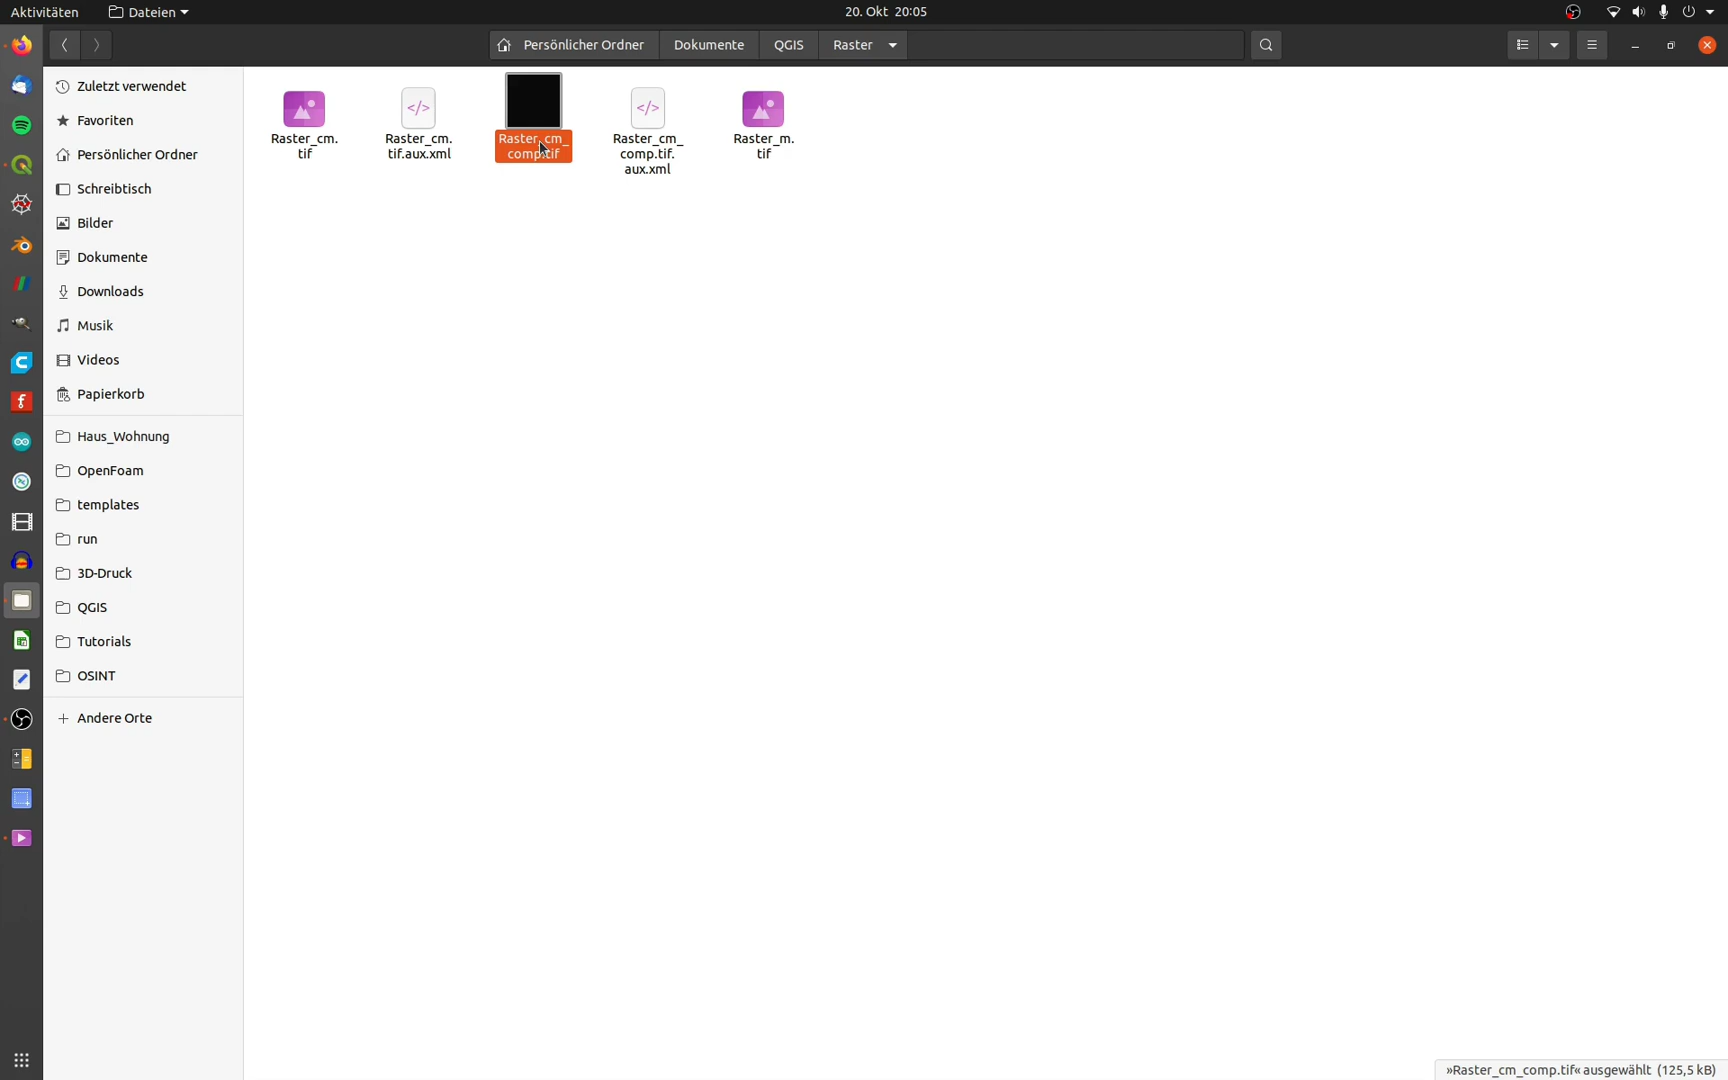 Aktivitäten
Dateien
20. Okt 20:05
Persönlicher Ordner
Dokumente
QGIS
Raster
Zuletzt verwendet
Favoriten
Persönlicher Ordner
Schreibtisch
Bilder
Dokumente
Downloads
Musik
Videos
Papierkorb
Haus_Wohnung
OpenFoam
templates
run
3D-Druck
QGIS
Tutorials
OSINT
Andere Orte
Raster_cm.
tif
Raster_cm.
tif.aux.xml
Raster_cm_
comp.tif
Raster_cm_
comp.tif.
aux.xml
Raster_m.
tif
»Raster_cm_comp.tif« ausgewählt (125,5 kB)